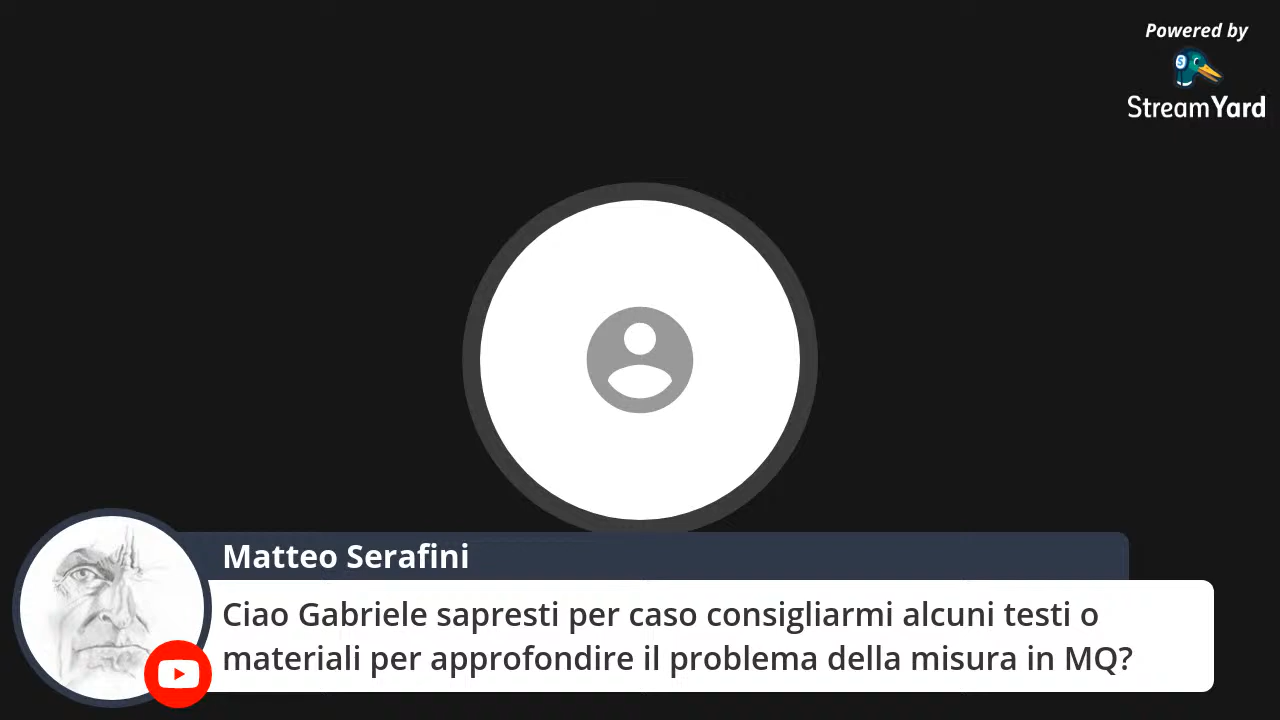 Powered by
StreamYard
Matteo Serafini
Ciao Gabriele sapresti per caso consigliarmi alcuni testi o
materiali per approfondire il problema della misura in MQ?